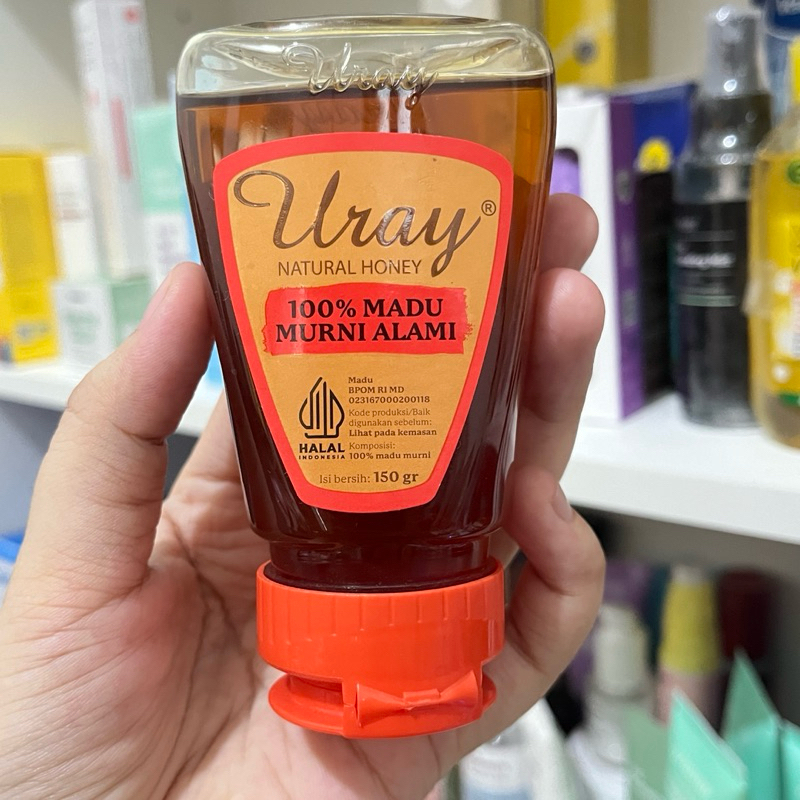 Uray
Uray®
NATURAL HONEY
100% MADU
MURNI ALAMI
Madu
BPOM RI MD
023167000200118
Kode produksi/Baik
digunakan sebelum:
Lihat pada kemasan
Komposisi:
100% madu murni
HALAL
INDONESIA
Isi bersih: 150 gr